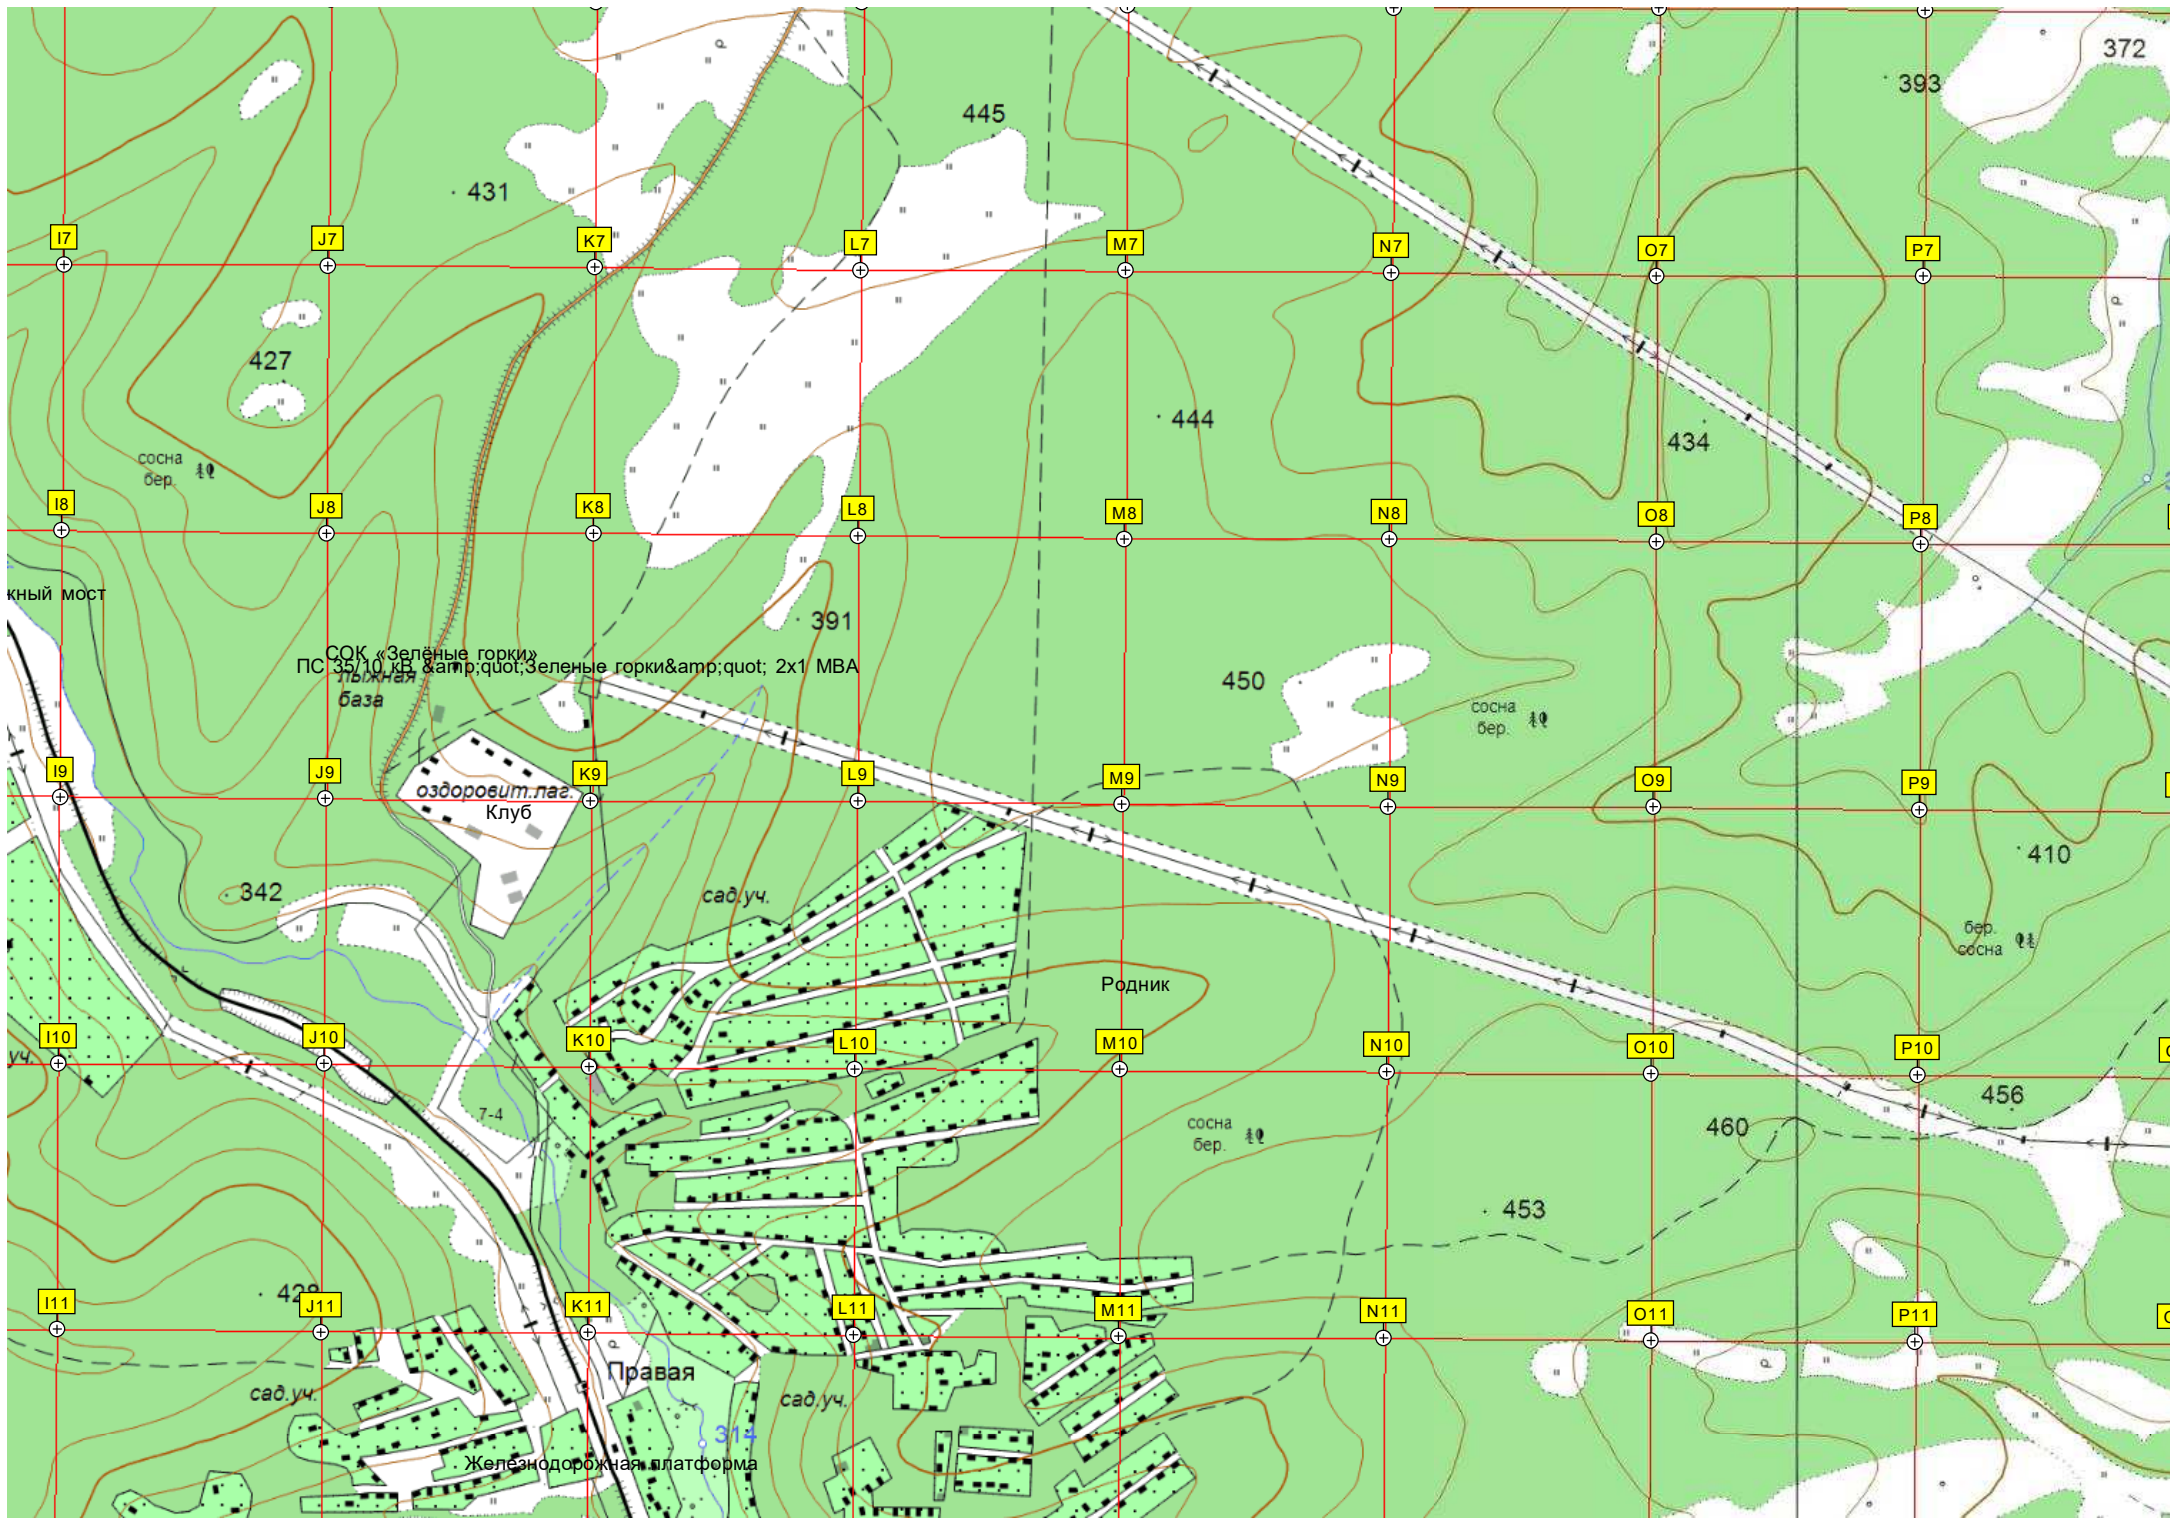 372
393
445
431
I7
J7
K7
L7
M7
N7
O7
P7
427
444
434
сосна
бер.
I8
J8
K8
L8
M8
N8
O8
P8
жный мост
391
СОК «Зелёные горки»
ПС 35/10 кВ &amp;quot;Зеленые горки&amp;quot; 2х1 МВА
лыжная
база
450
сосна
бер.
I9
J9
K9
L9
M9
N9
O9
P9
оздоровит.лаг.
Клуб
410
342
сад.уч.
бер.
сосна
Родник
I10
J10
K10
L10
M10
N10
O10
P10
уч.
7-4
456
460
сосна
бер.
453
428
I11
J11
K11
L11
M11
N11
O11
P11
Правая
сад.уч.
сад.уч.
314
Железнодорожная платформа